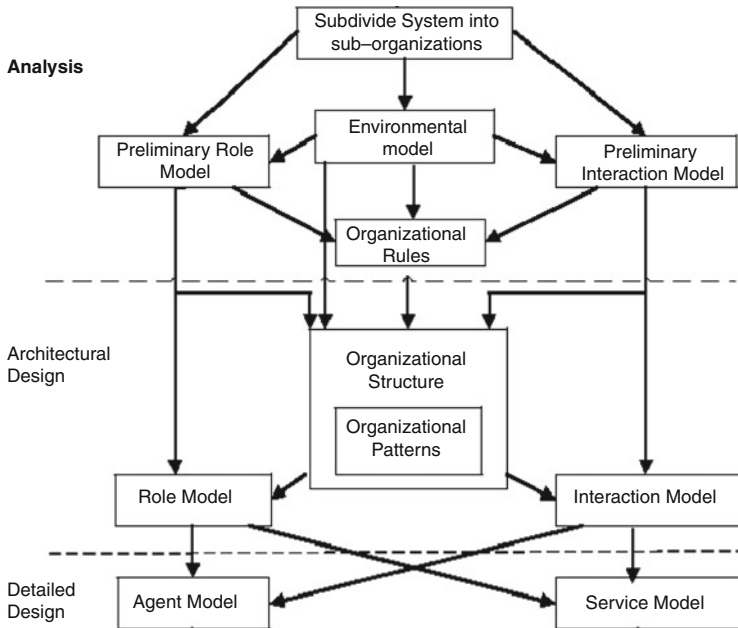 Subdivide System into
sub–organizations
Analysis
Environmental
model
Preliminary Role
Model
Preliminary
Interaction Model
Organizational
Rules
Architectural
Design
Organizational
Structure
Organizational
Patterns
Role Model
Interaction Model
Detailed
Design
Agent Model
Service Model